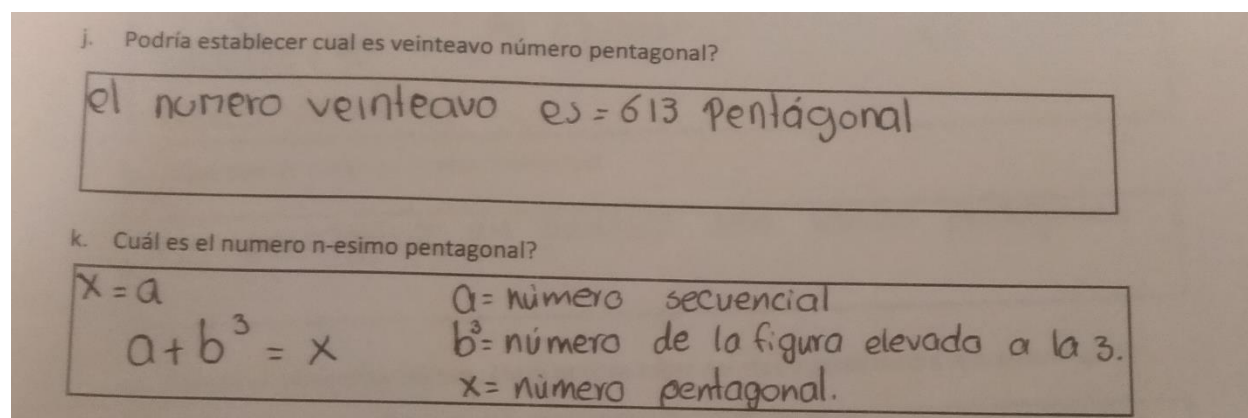 j. Podría establecer cual es veinteavo número pentagonal?
el numero veinteavo es = 613 Pentágonal
k. Cuál es el numero n-esimo pentagonal?
x = a
a = número secuencial
a + b³ = x
b³ = número de la figura elevado a la 3.
x = número pentagonal.